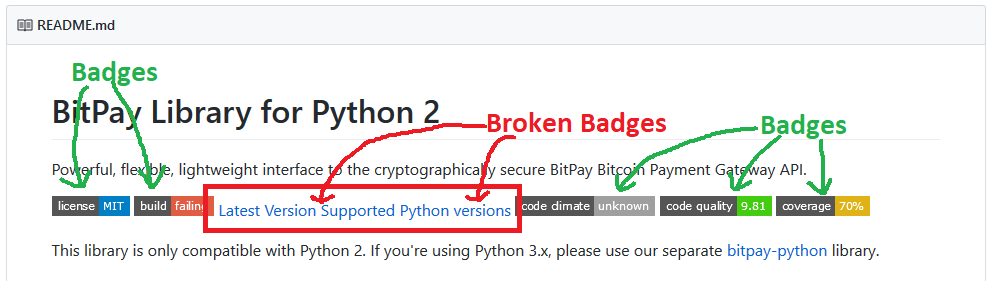 README.md
Badges
BitPay Library for Python 2
Broken Badges
Badges
Powerful, flexible, lightweight interface to the cryptographically secure BitPay Bitcoin Payment Gateway API.
license MIT build failing Latest Version Supported Python versions code climate unknown code quality 9.81 coverage 70%
This library is only compatible with Python 2. If you're using Python 3.x, please use our separate bitpay-python library.